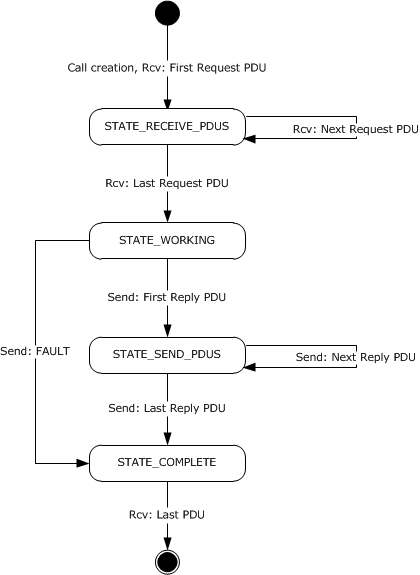 Call creation, Rcv: First Request PDU
STATE_RECEIVE_PDUS
Rcv: Next Request PDU
Rcv: Last Request PDU
STATE_WORKING
Send: First Reply PDU
Send: FAULT
STATE_SEND_PDUS
Send: Next Reply PDU
Send: Last Reply PDU
STATE_COMPLETE
Rcv: Last PDU